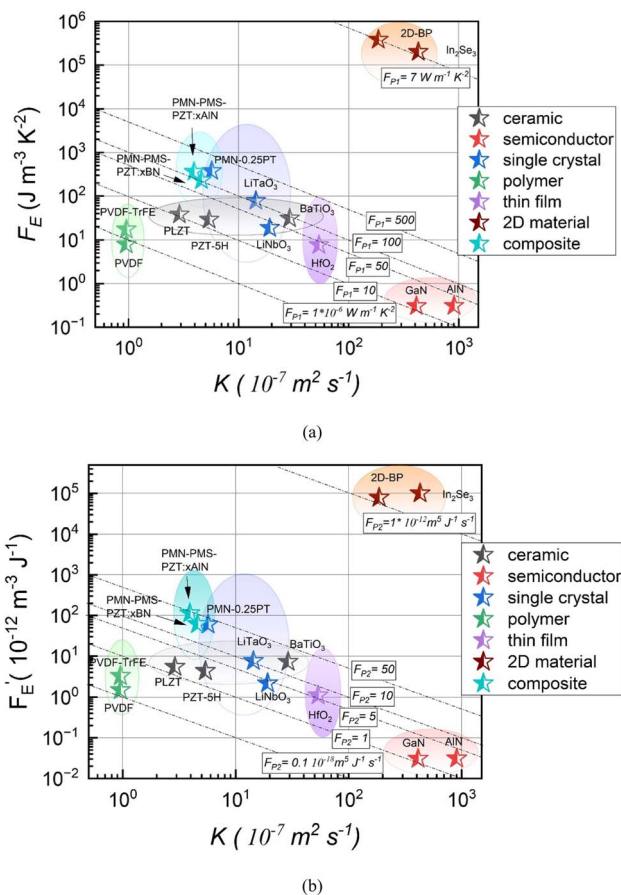 (a)
F_E (J m^-3 K^-2)
10^6
10^5
10^4
10^3
10^2
10^1
10^0
10^-1
2D-BP
In2Se3
F_P1= 7 W m^-1 K^-2
PMN-PMS-
PZT:xAlN
PMN-PMS-
PZT:xBN
PMN-0.25PT
LiTaO3
BaTiO3
PVDF-TrFE
PLZT
PZT-5H
LiNbO3
PVDF
HfO2
F_P1= 500
F_P1= 100
F_P1= 50
F_P1= 10
F_P1= 1*10^-6 W m^-1 K^-2
GaN
AlN
ceramic
semiconductor
single crystal
polymer
thin film
2D material
composite
10^0
10^1
10^2
10^3
K ( 10^-7 m^2 s^-1)
(a)
F_E' ( 10^-12 m^-3 J^-1)
10^5
10^4
10^3
10^2
10^1
10^0
10^-1
10^-2
2D-BP
In2Se3
F_P2=1* 10^-12 m^5 J^-1 s^-1
PMN-PMS-
PZT:xAlN
PMN-PMS-
PZT:xBN
PMN-0.25PT
LiTaO3
BaTiO3
PVDF-TrFE
PLZT
PZT-5H
LiNbO3
PVDF
HfO2
F_P2= 50
F_P2= 10
F_P2= 5
F_P2= 1
F_P2= 0.1 10^-18 m^5 J^-1 s^-1
GaN
AlN
ceramic
semiconductor
single crystal
polymer
thin film
2D material
composite
10^0
10^1
10^2
10^3
K ( 10^-7 m^2 s^-1)
(b)
(b)